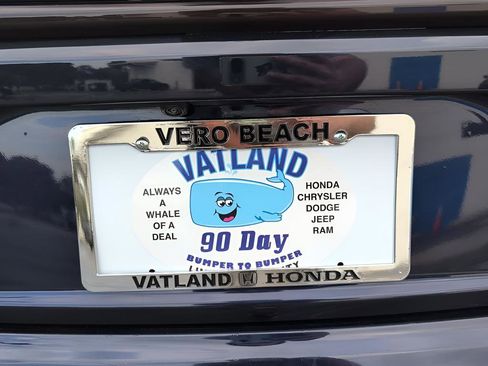 VERO BEACH
VATLAND
ALWAYS
A
WHALE
OF A
DEAL
HONDA
CHRYSLER
DODGE
JEEP
RAM
90 Day
BUMPER TO BUMPER
VATLAND HONDA